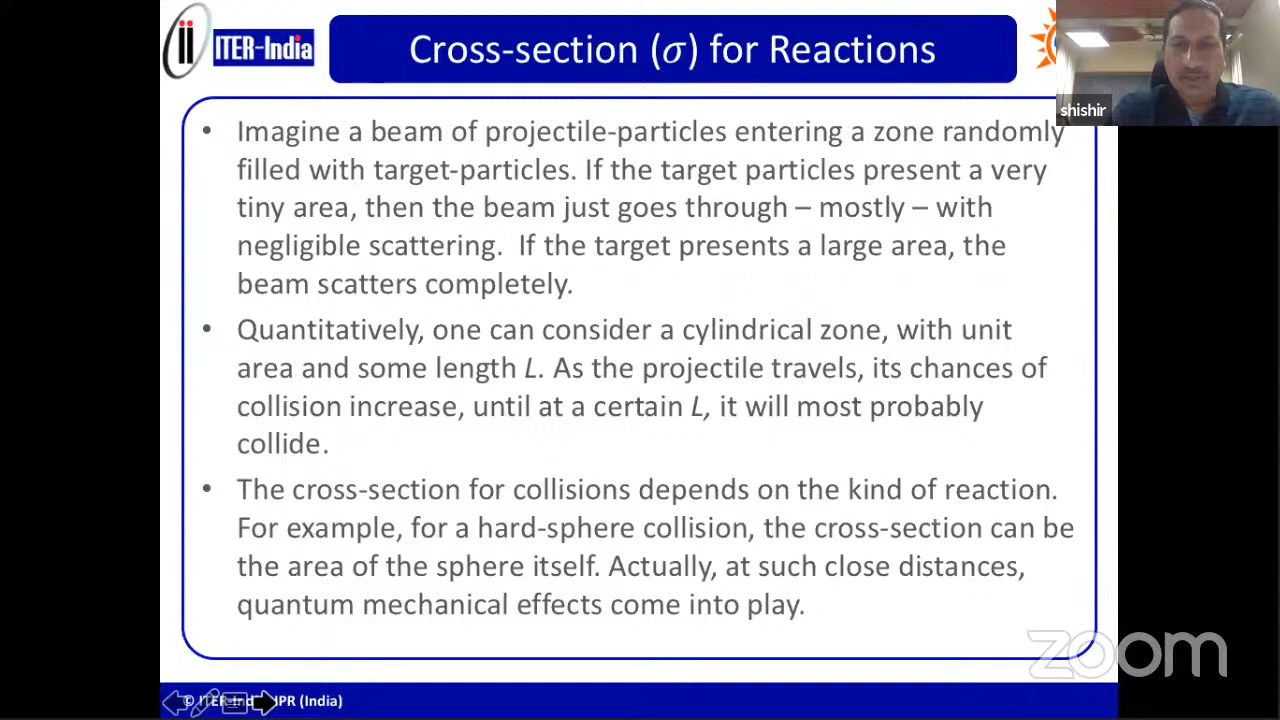 ii ITER-India
Cross-section (σ) for Reactions
shishir
• Imagine a beam of projectile-particles entering a zone randomly
filled with target-particles. If the target particles present a very
tiny area, then the beam just goes through – mostly – with
negligible scattering. If the target presents a large area, the
beam scatters completely.
• Quantitatively, one can consider a cylindrical zone, with unit
area and some length L. As the projectile travels, its chances of
collision increase, until at a certain L, it will most probably
collide.
• The cross-section for collisions depends on the kind of reaction.
For example, for a hard-sphere collision, the cross-section can be
the area of the sphere itself. Actually, at such close distances,
quantum mechanical effects come into play.
zoom
© (India)